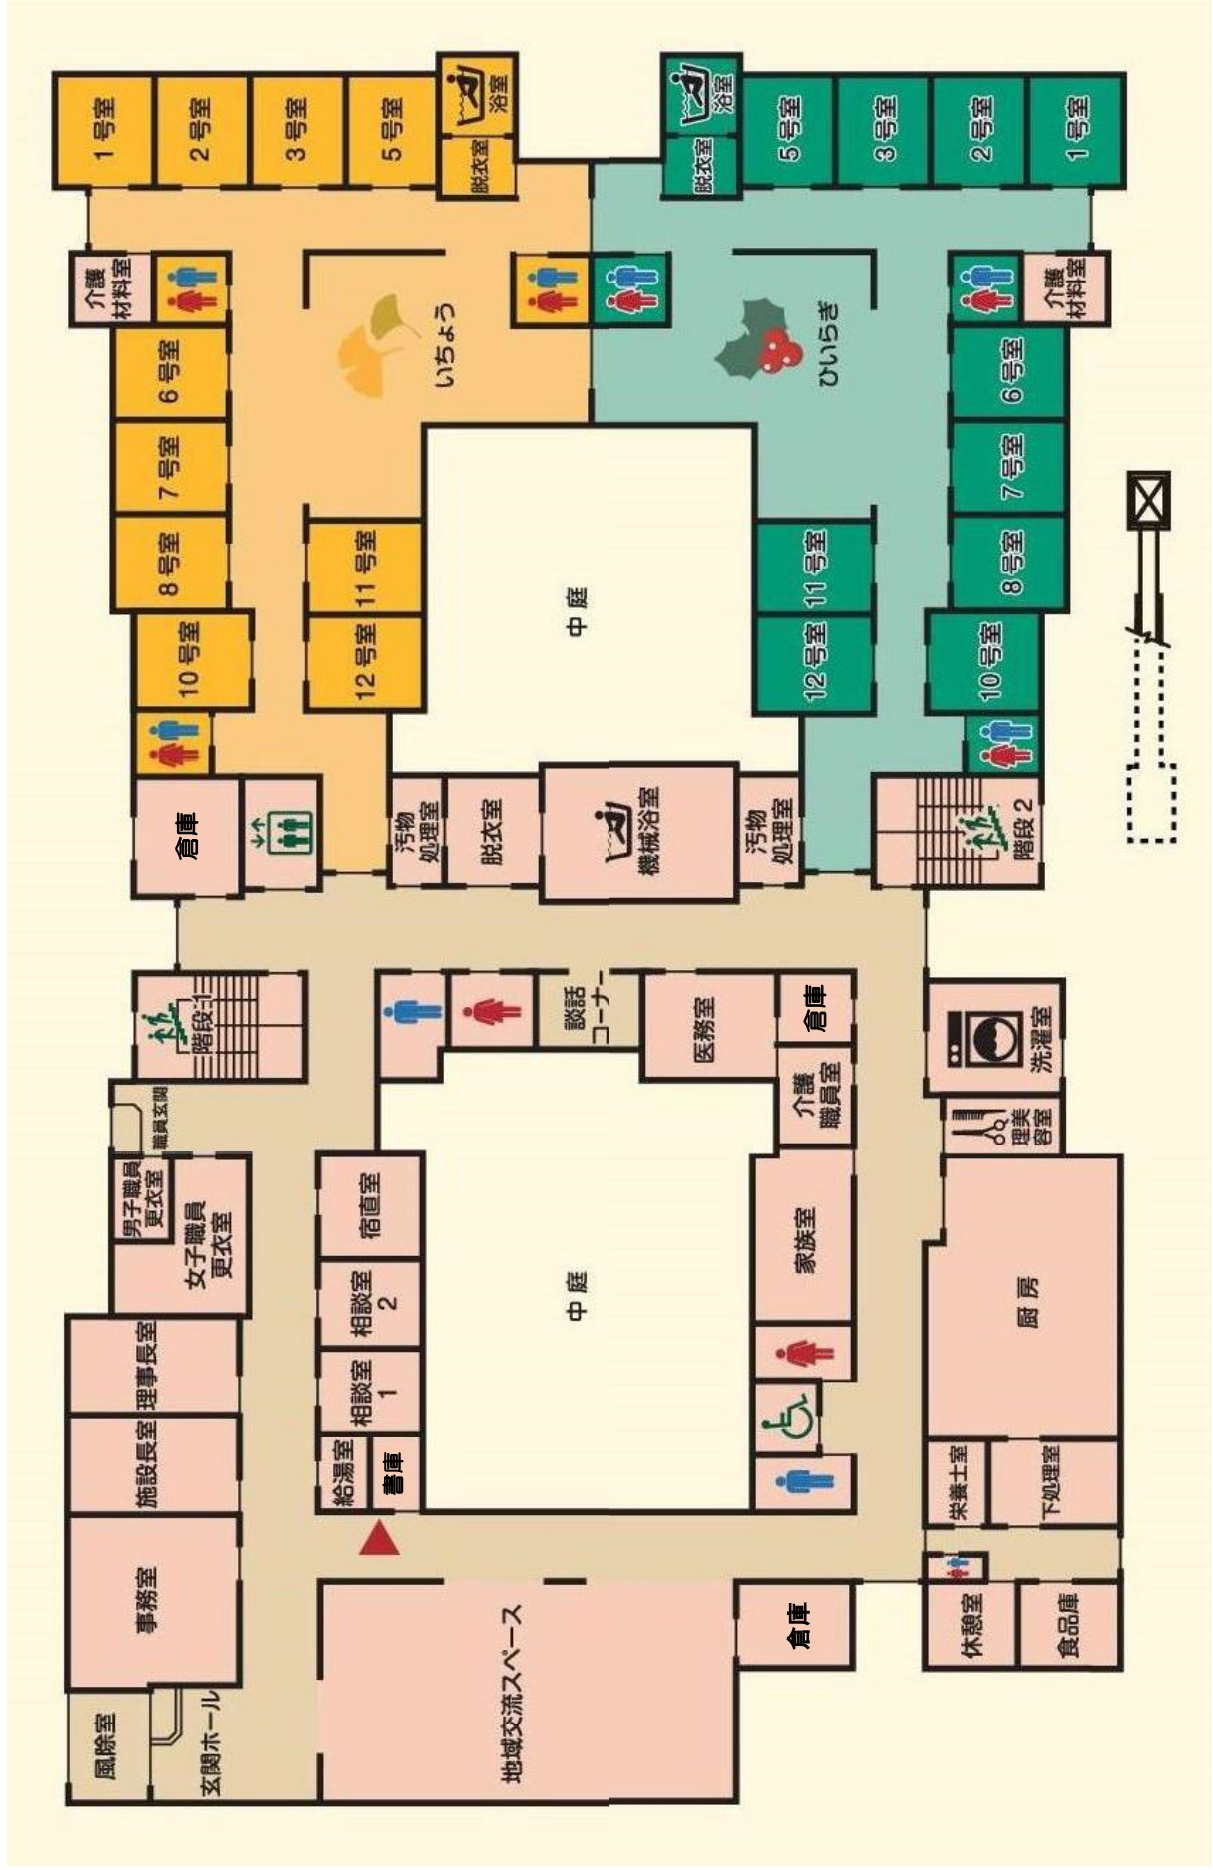 1号室
2号室
3号室
5号室
浴室
脱衣室
浴室
脱衣室
5号室
3号室
2号室
1号室
介護
材料室
介護
材料室
いちょう
ひいらぎ
6号室
7号室
8号室
10号室
11号室
12号室
中庭
11号室
12号室
6号室
7号室
8号室
10号室
倉庫
汚物
処理室
脱衣室
機械浴室
汚物
処理室
階段2
階段1
談話
コーナー
医務室
倉庫
介護
職員室
洗濯室
理美
容室
職員玄関
男子職員
更衣室
女子職員
更衣室
宿直室
相談室
2
相談室
1
給湯室
書庫
中庭
家族室
厨房
理事長室
施設長室
事務室
栄養士室
下処理室
休憩室
食品庫
倉庫
地域交流スペース
風除室
玄関ホール